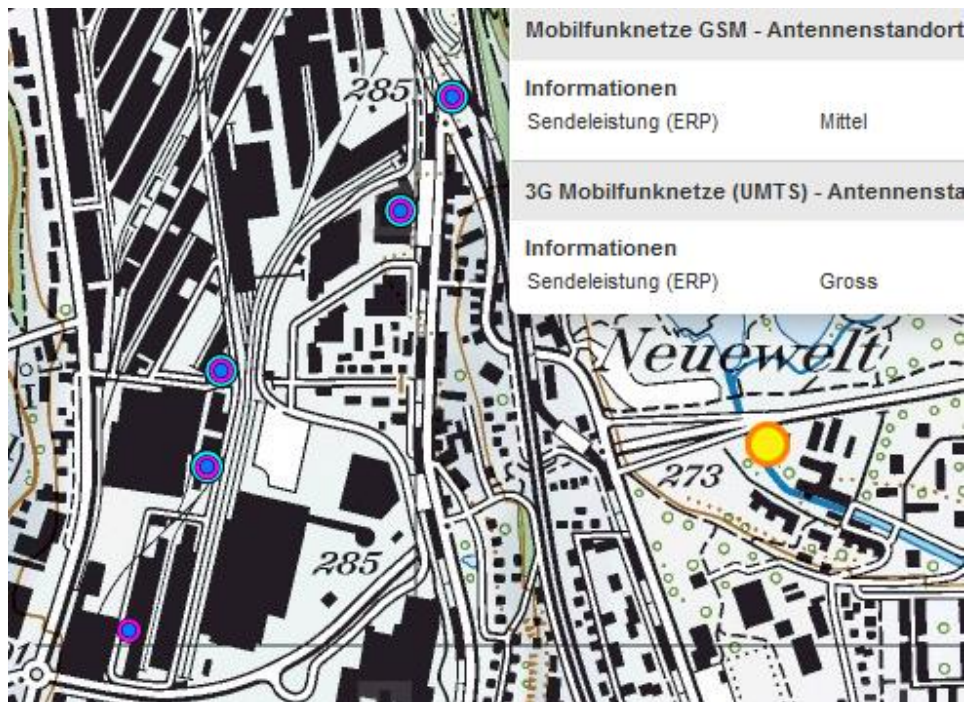 Mobilfunknetze GSM - Antennenstandort
Informationen
Sendeleistung (ERP) Mittel
3G Mobilfunknetze (UMTS) - Antennensta
Informationen
Sendeleistung (ERP) Gross
285
Neuewelt
273
285